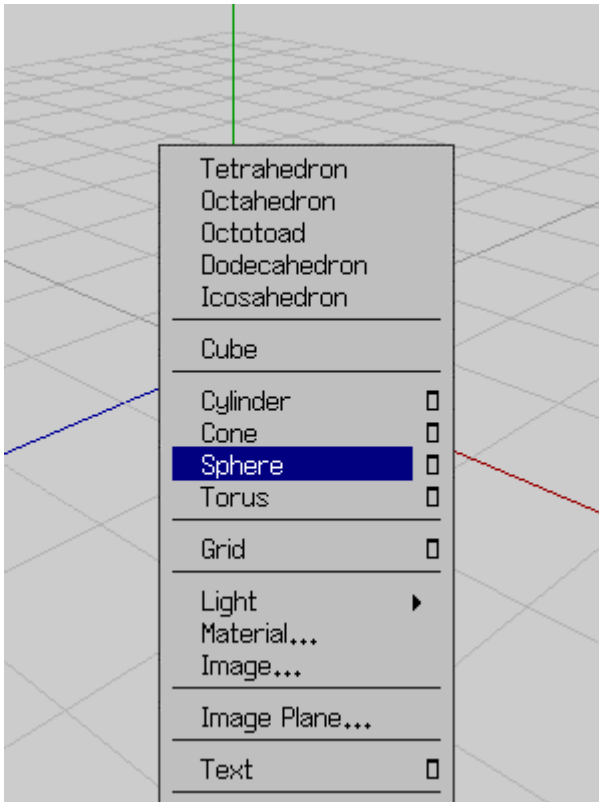 Tetrahedron
Octahedron
Octotoad
Dodecahedron
Icosahedron
Cube
Cylinder
Cone
Sphere
Torus
Grid
Light
Material...
Image...
Image Plane...
Text